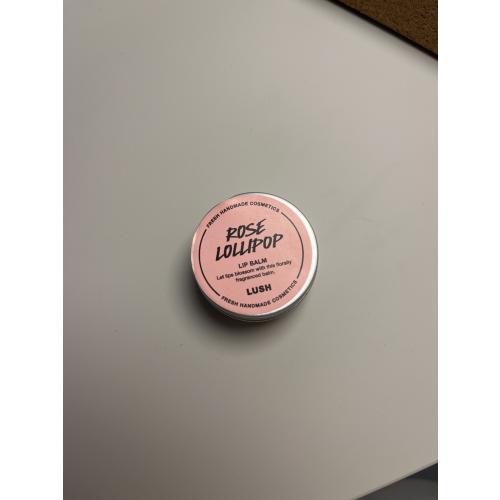 FRESH HANDMADE COSMETICS
ROSE
LOLLIPOP
LIP BALM
Let lips blossom with this florally
fragranced balm.
LUSH
FRESH HANDMADE COSMETICS